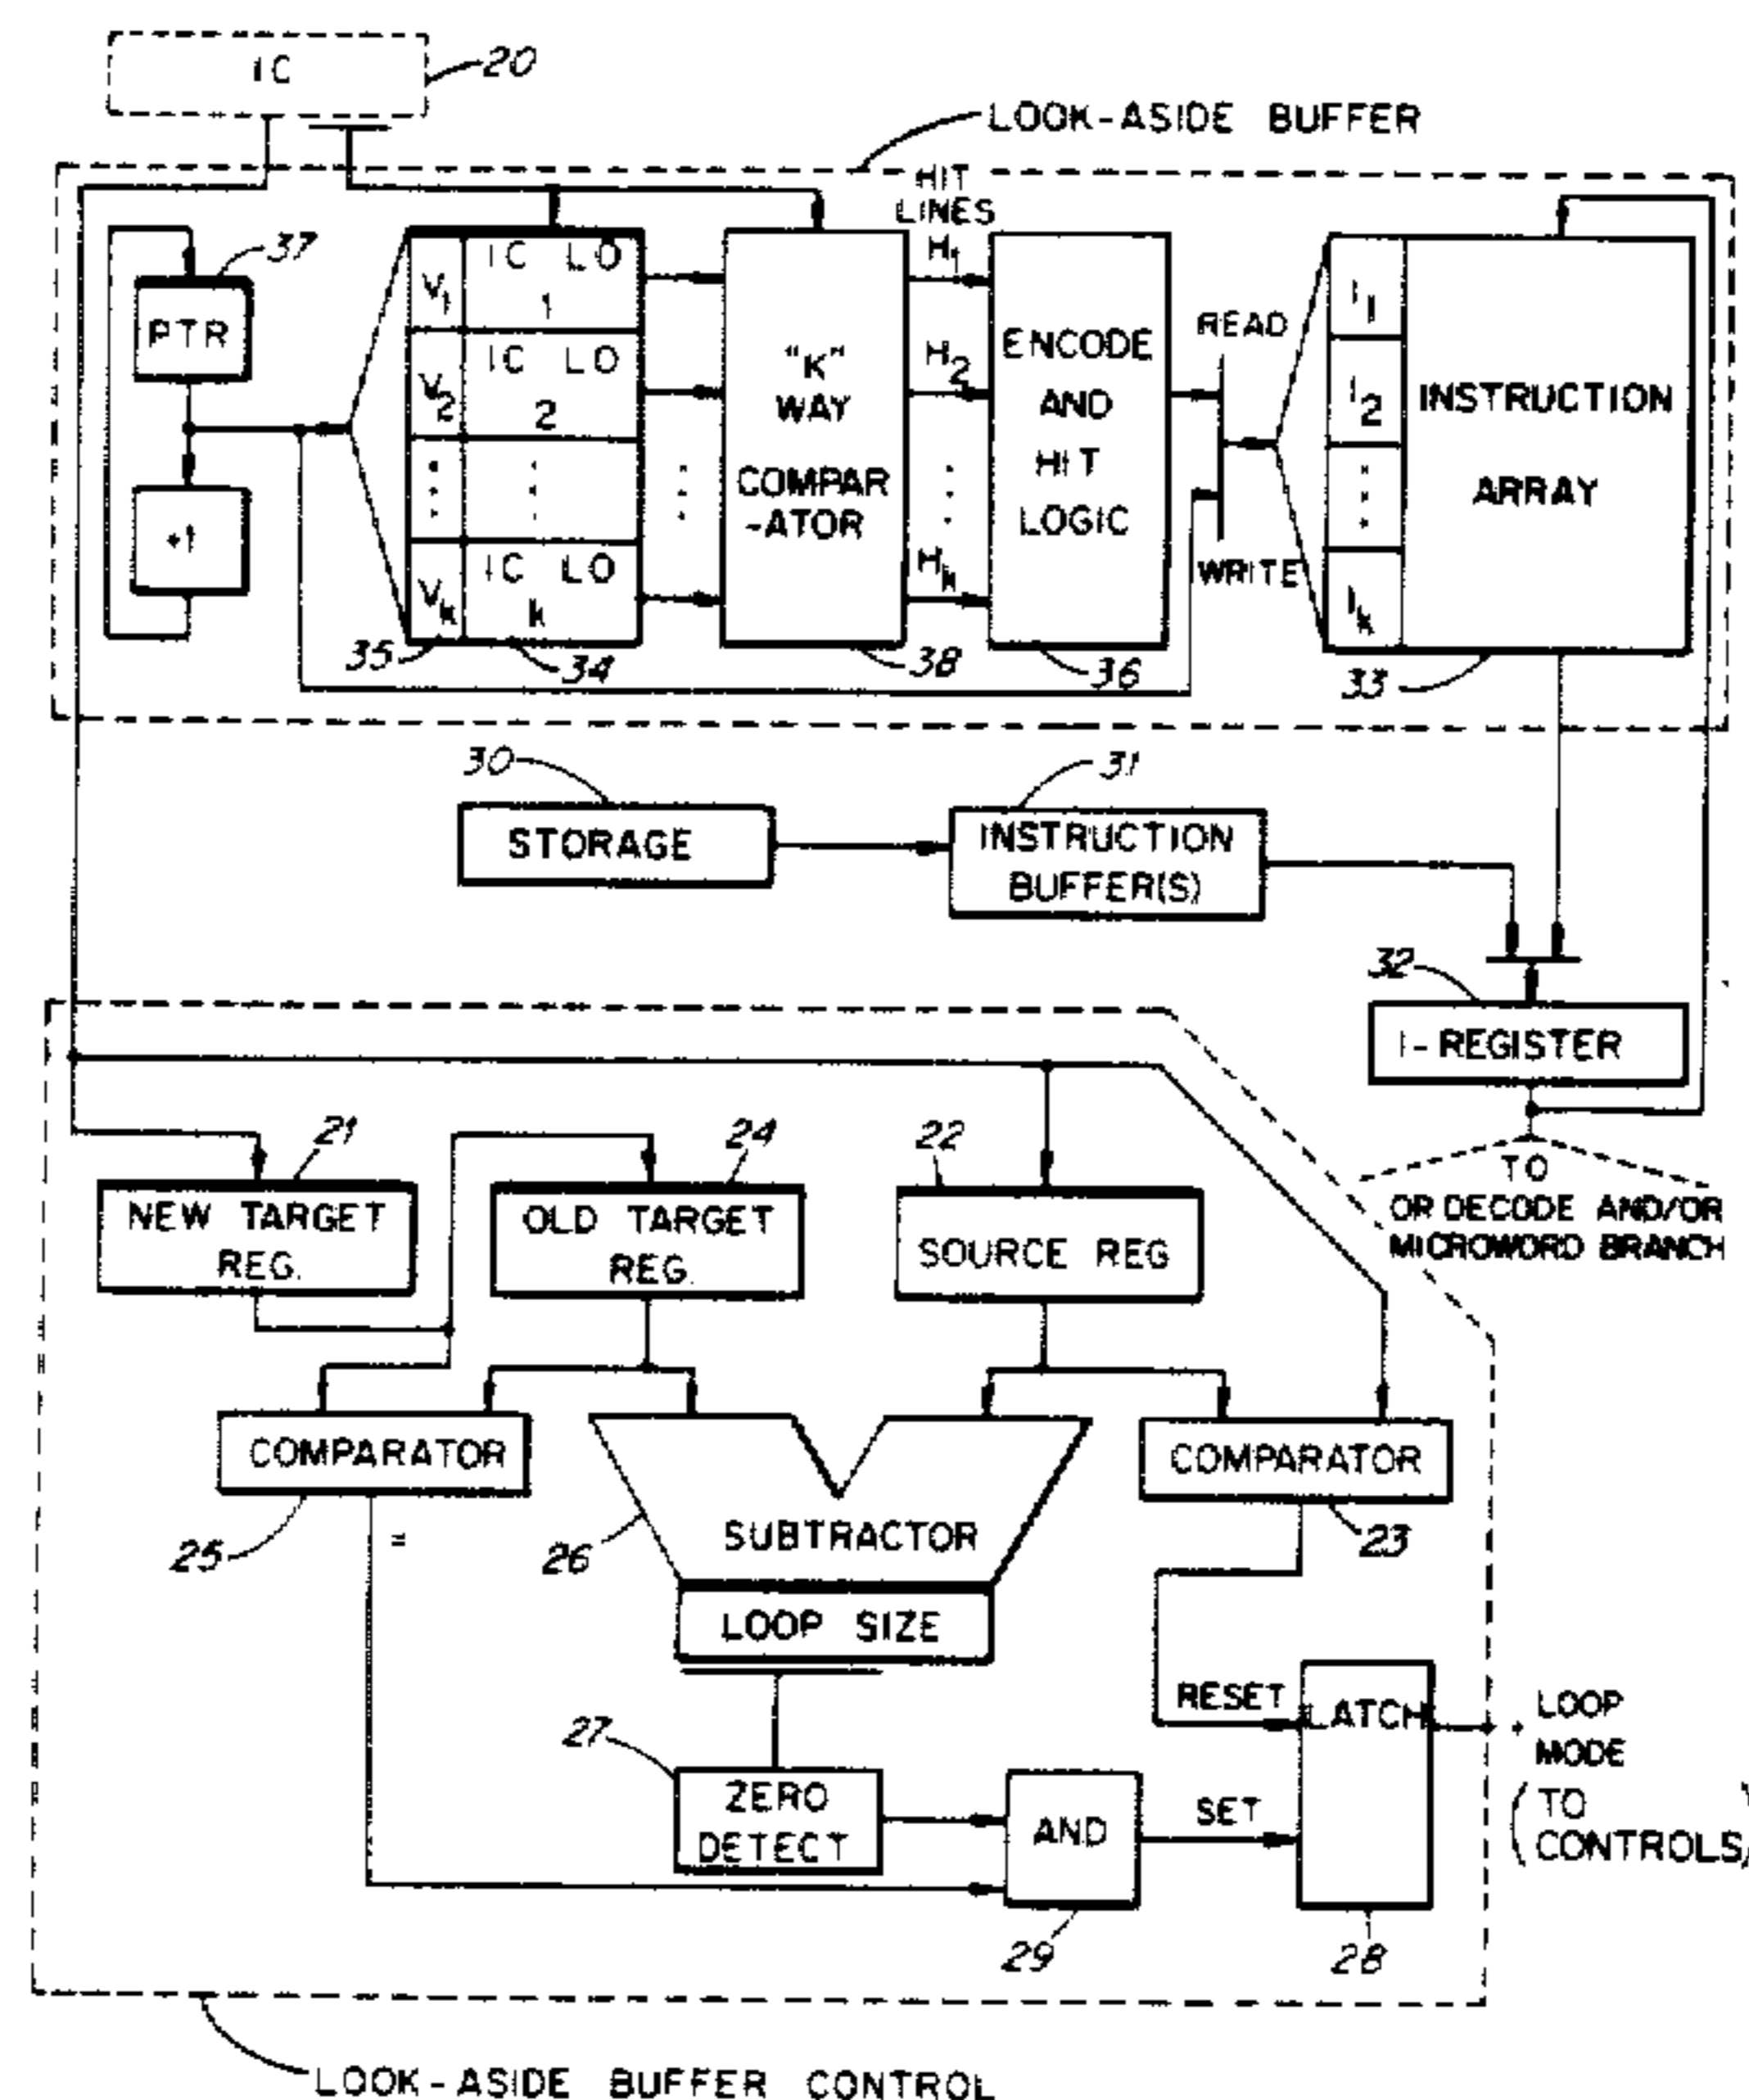 IC
20
LOOK-ASIDE BUFFER
HIT
LINES
37
PTR
+1
V1
IC LO
1
V2
IC LO
2
Vk
IC LO
k
35
34
"K"
WAY
COMPAR
-ATOR
38
H1
H2
Hk
ENCODE
AND
HIT
LOGIC
36
READ
WRITE
I1
I2
Ik
INSTRUCTION
ARRAY
33
30
STORAGE
31
INSTRUCTION
BUFFER(S)
32
I-REGISTER
TO
OR DECODE AND/OR
MICROWORD BRANCH
21
NEW TARGET
REG.
24
OLD TARGET
REG.
22
SOURCE REG
COMPARATOR
25
=
26
SUBTRACTOR
LOOP SIZE
COMPARATOR
23
27
ZERO
DETECT
AND
29
RESET
SET
LATCH
28
LOOP
MODE
(TO
CONTROLS)
LOOK-ASIDE BUFFER CONTROL